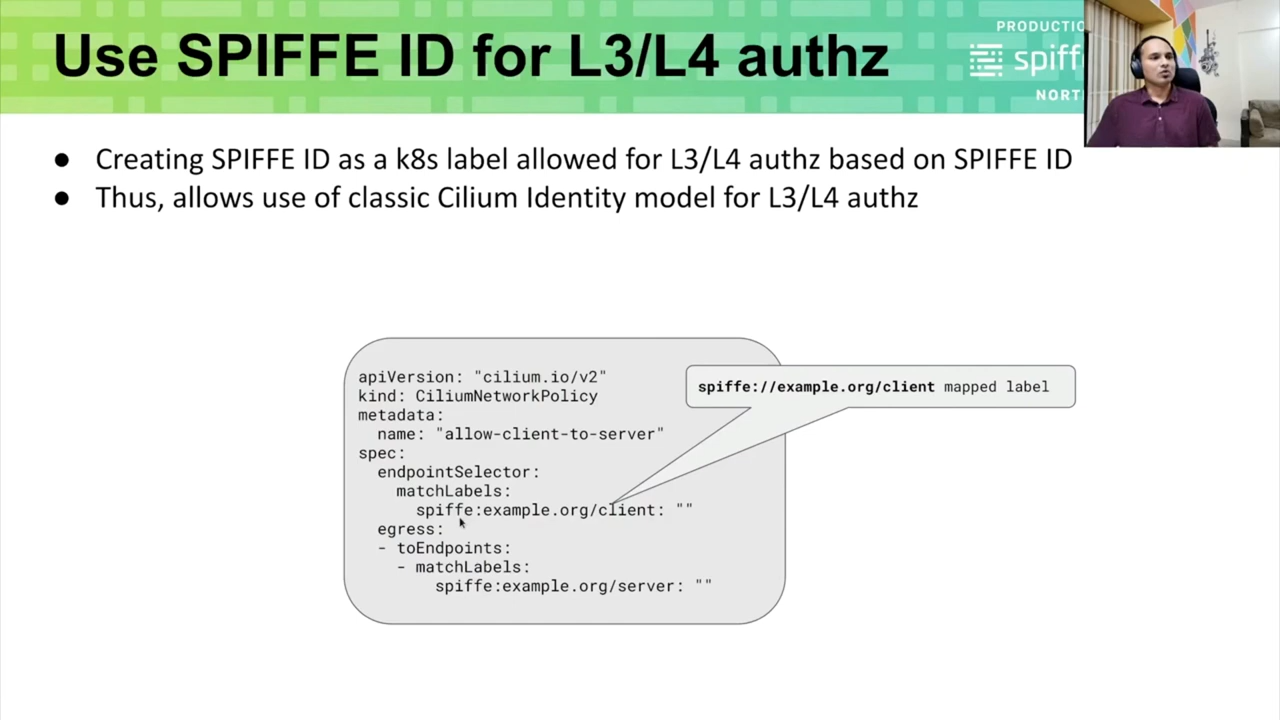 Use SPIFFE ID for L3/L4 authz
PRODUCTIO
spiff
NORT
● Creating SPIFFE ID as a k8s label allowed for L3/L4 authz based on SPIFFE ID
● Thus, allows use of classic Cilium Identity model for L3/L4 authz
apiVersion: "cilium.io/v2"
kind: CiliumNetworkPolicy
metadata:
  name: "allow-client-to-server"
spec:
  endpointSelector:
    matchLabels:
      spiffe:example.org/client: ""
  egress:
  - toEndpoints:
    - matchLabels:
        spiffe:example.org/server: ""
spiffe://example.org/client mapped label